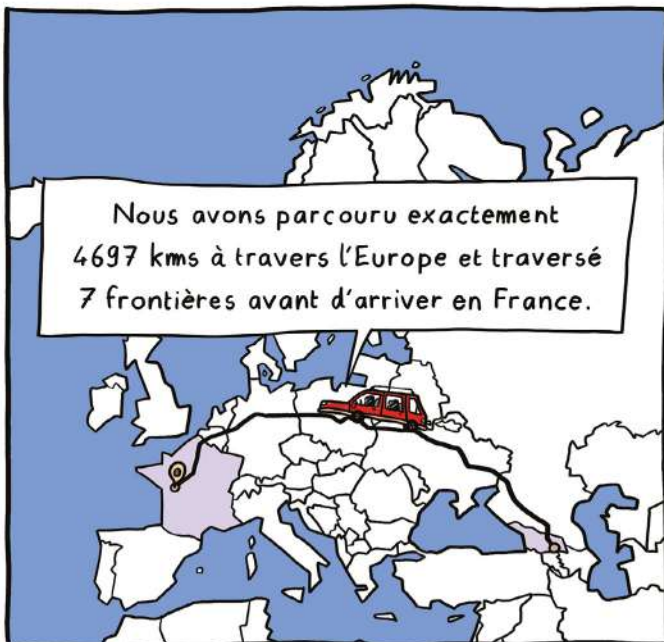 Nous avons parcouru exactement
4697 kms à travers l'Europe et traversé
7 frontières avant d'arriver en France.